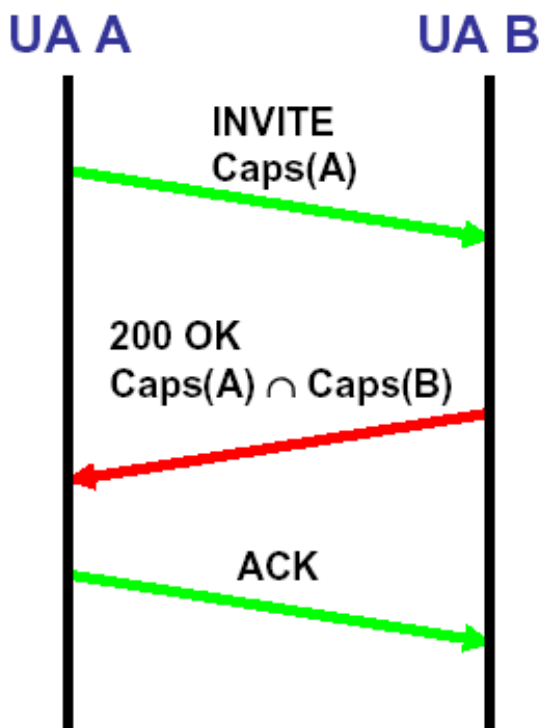 UA A UA B
INVITE
Caps(A)
200 OK
Caps(A) ∩ Caps(B)
ACK